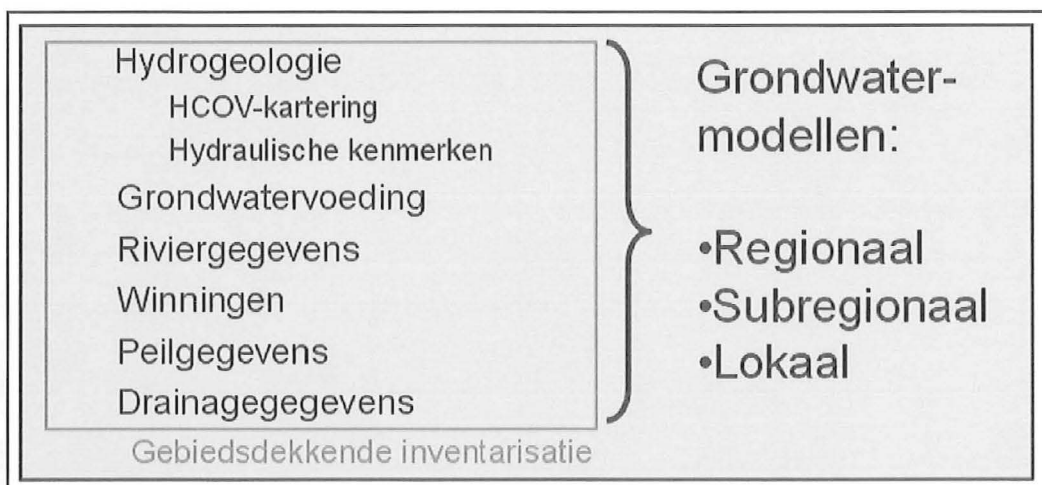 Hydrogeologie
HCOV-kartering
Hydraulische kenmerken
Grondwatervoeding
Riviergegevens
Winningen
Peilgegevens
Drainagegegevens
Gebiedsdekkende inventarisatie
Grondwater-
modellen:
•Regionaal
•Subregionaal
•Lokaal